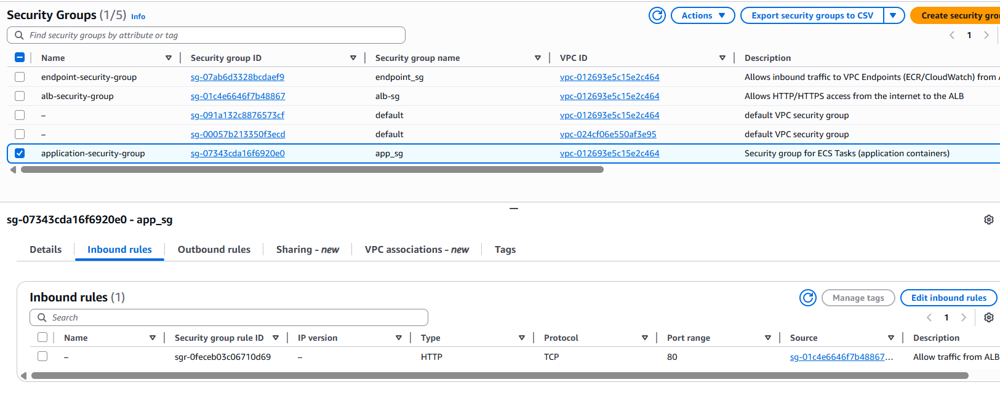 Security Groups (1/5) Info
Actions
Export security groups to CSV
Create security gro
Find security groups by attribute or tag
1
Name Security group ID Security group name VPC ID Description
endpoint-security-group sg-07ab6d3328bcdaef9 endpoint_sg vpc-012693e5c15e2c464 Allows inbound traffic to VPC Endpoints (ECR/CloudWatch) from A
alb-security-group sg-01c4e6646f7b48867 alb-sg vpc-012693e5c15e2c464 Allows HTTP/HTTPS access from the internet to the ALB
– sg-091a132c8876573cf default vpc-012693e5c15e2c464 default VPC security group
– sg-00057b213350f3ecd default vpc-024cf06e550af3e95 default VPC security group
application-security-group sg-07343cda16f6920e0 app_sg vpc-012693e5c15e2c464 Security group for ECS Tasks (application containers)
sg-07343cda16f6920e0 - app_sg
Details Inbound rules Outbound rules Sharing - new VPC associations - new Tags
Inbound rules (1)
Manage tags
Edit inbound rules
Search
1
Name Security group rule ID IP version Type Protocol Port range Source Description
– sgr-0feceb03c06710d69 – HTTP TCP 80 sg-01c4e6646f7b48867... Allow traffic from ALB